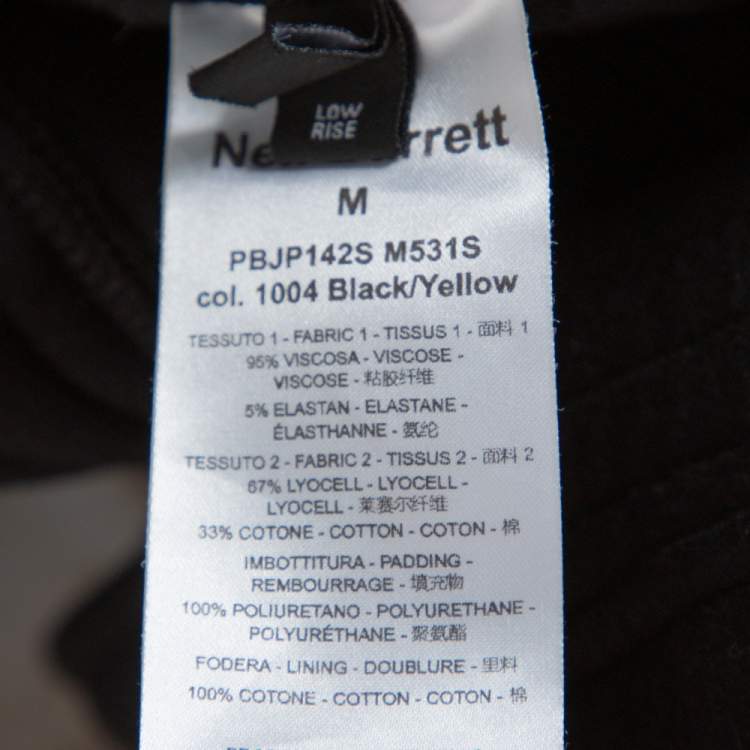 LOW
RISE
M
PBJP142S M531S
col. 1004 Black/Yellow
TESSUTO 1 - FABRIC 1 - TISSUS 1 - 面料 1
95% VISCOSA - VISCOSE -
VISCOSE - 粘胶纤维
5% ELASTAN - ELASTANE -
ÉLASTHANNE - 氨纶
TESSUTO 2 - FABRIC 2 - TISSUS 2 - 面料 2
67% LYOCELL - LYOCELL -
LYOCELL - 莱赛尔纤维
33% COTONE - COTTON - COTON - 棉
IMBOTTITURA - PADDING -
REMBOURRAGE - 填充物
100% POLIURETANO - POLYURETHANE -
POLYURÉTHANE - 聚氨酯
FODERA - LINING - DOUBLURE - 里料
100% COTONE - COTTON - COTON - 棉